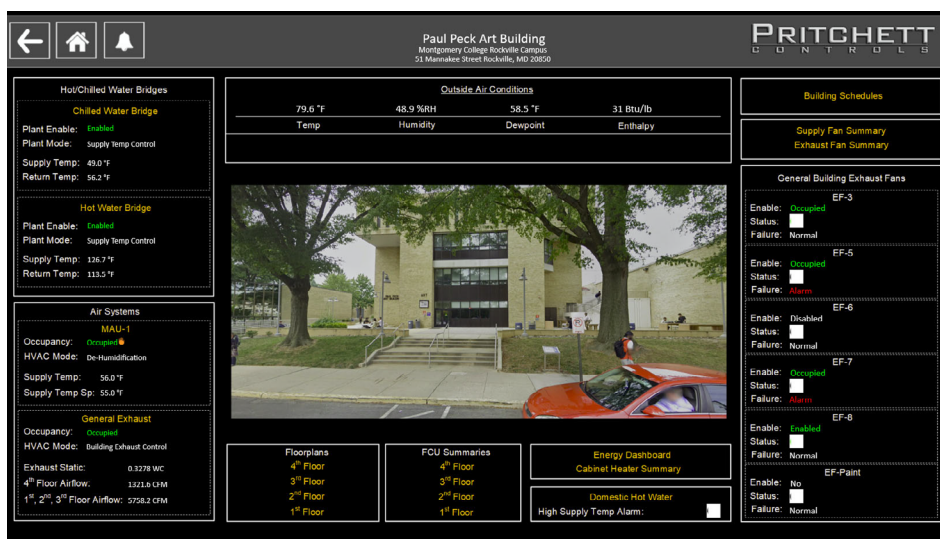 Paul Peck Art Building
Montgomery College Rockville Campus
51 Mannakee Street Rockville, MD 20850
PRITCHETT
CONTROLS
Hot/Chilled Water Bridges
Chilled Water Bridge
Plant Enable: Enabled
Plant Mode: Supply Temp Control
Supply Temp: 49.0 °F
Return Temp: 56.2 °F
Hot Water Bridge
Plant Enable: Enabled
Plant Mode: Supply Temp Control
Supply Temp: 126.7 °F
Return Temp: 113.5 °F
Air Systems
MAU-1
Occupancy: Occupied
HVAC Mode: De-Humidification
Supply Temp: 56.0 °F
Supply Temp Sp: 55.0 °F
General Exhaust
Occupancy: Occupied
HVAC Mode: Building Exhaust Control
Exhaust Static: 0.3278 WC
4th Floor Airflow: 1321.6 CFM
1st, 2nd, 3rd Floor Airflow: 5758.2 CFM
Outside Air Conditions
79.6 °F 48.9 %RH 58.5 °F 31 Btu/lb
Temp Humidity Dewpoint Enthalpy
Floorplans
4th Floor
3rd Floor
2nd Floor
1st Floor
FCU Summaries
4th Floor
3rd Floor
2nd Floor
1st Floor
Energy Dashboard
Cabinet Heater Summary
Domestic Hot Water
High Supply Temp Alarm:
Building Schedules
Supply Fan Summary
Exhaust Fan Summary
General Building Exhaust Fans
EF-3
Enable: Occupied
Status:
Failure: Normal
EF-5
Enable: Occupied
Status:
Failure: Alarm
EF-6
Enable: Disabled
Status:
Failure: Normal
EF-7
Enable: Occupied
Status:
Failure: Alarm
EF-8
Enable: Enabled
Status:
Failure: Normal
EF-Paint
Enable: No
Status:
Failure: Normal